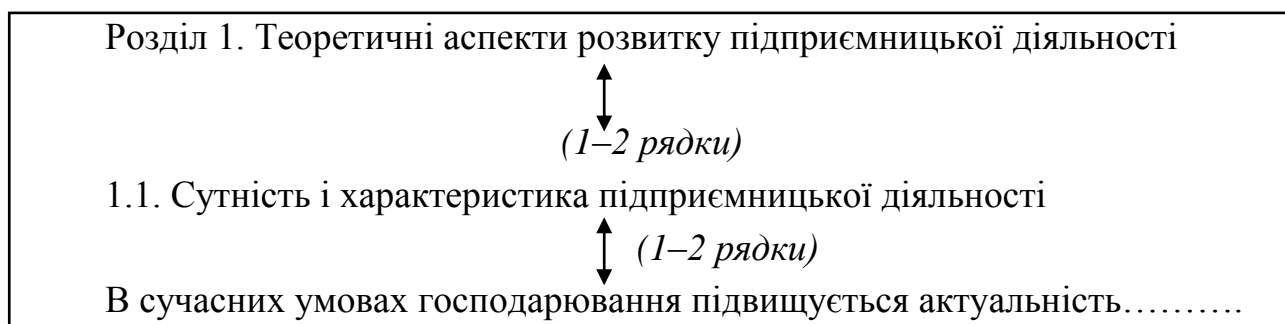 Розділ 1. Теоретичні аспекти розвитку підприємницької діяльності
(1–2 рядки)
1.1. Сутність і характеристика підприємницької діяльності
(1–2 рядки)
В сучасних умовах господарювання підвищується актуальність……….